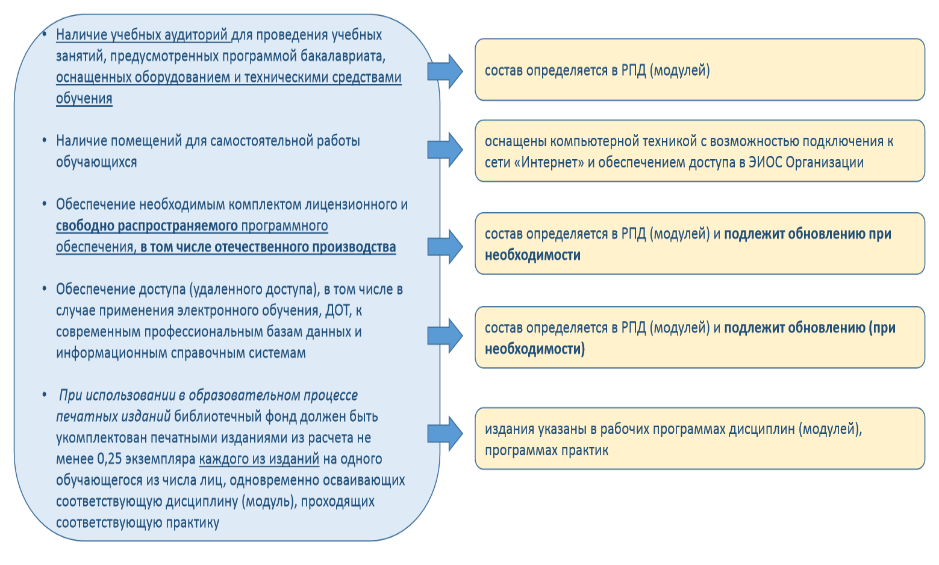 • Наличие учебных аудиторий для проведения учебных
занятий, предусмотренных программой бакалавриата,
оснащенных оборудованием и техническими средствами
обучения
состав определяется в РПД (модулей)
• Наличие помещений для самостоятельной работы
обучающихся
оснащены компьютерной техникой с возможностью подключения к
сети «Интернет» и обеспечением доступа в ЭИОС Организации
• Обеспечение необходимым комплектом лицензионного и
свободно распространяемого программного
обеспечения, в том числе отечественного производства
состав определяется в РПД (модулей) и подлежит обновлению при
необходимости
• Обеспечение доступа (удаленного доступа), в том числе в
случае применения электронного обучения, ДОТ, к
современным профессиональным базам данных и
информационным справочным системам
состав определяется в РПД (модулей) и подлежит обновлению (при
необходимости)
• При использовании в образовательном процессе
печатных изданий библиотечный фонд должен быть
укомплектован печатными изданиями из расчета не
менее 0,25 экземпляра каждого из изданий на одного
обучающегося из числа лиц, одновременно осваивающих
соответствующую дисциплину (модуль), проходящих
соответствующую практику
издания указаны в рабочих программах дисциплин (модулей),
программах практик